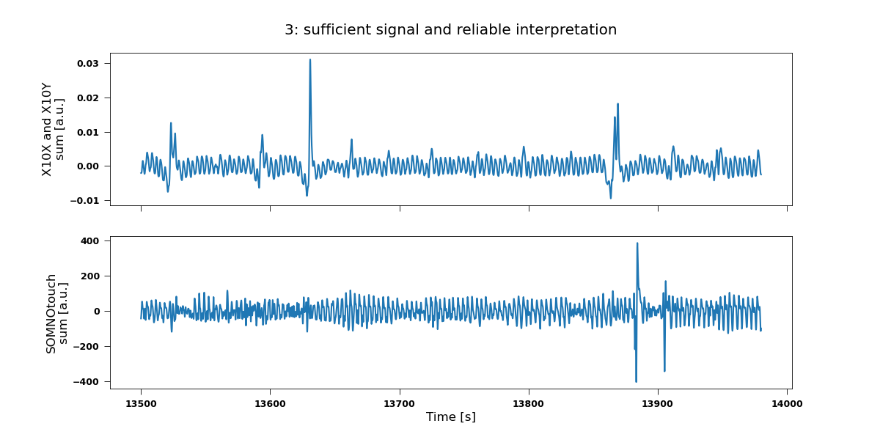 3: sufficient signal and reliable interpretation
X10X and X10Y
sum [a.u.]
0.03
0.02
0.01
0.00
−0.01
SOMNOtouch
sum [a.u.]
400
200
0
−200
−400
13500
13600
13700
13800
13900
14000
Time [s]